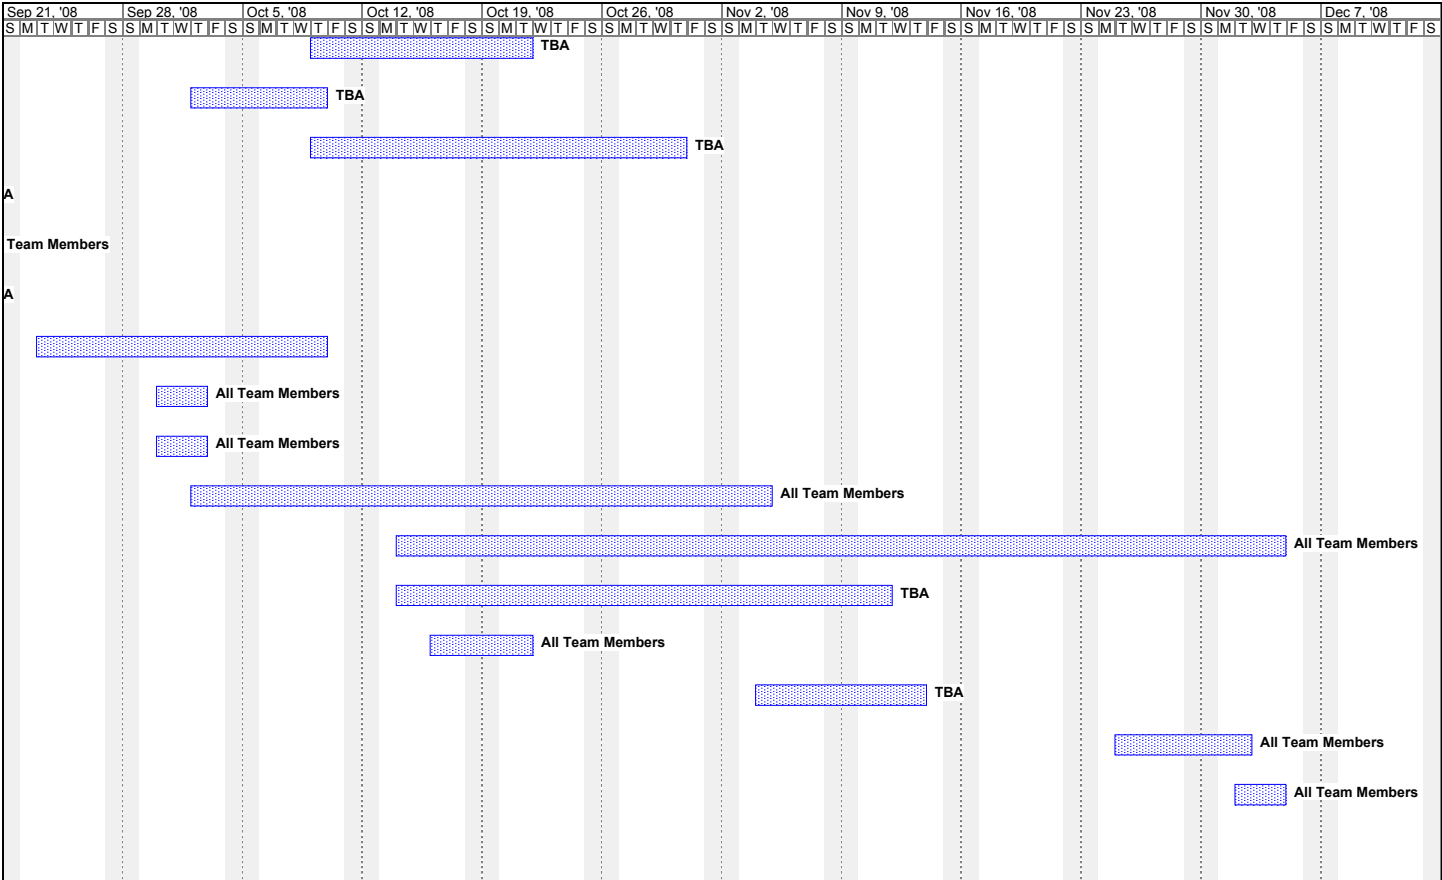 Sep 21, '08 Sep 28, '08 Oct 5, '08 Oct 12, '08 Oct 19, '08 Oct 26, '08 Nov 2, '08 Nov 9, '08 Nov 16, '08 Nov 23, '08 Nov 30, '08 Dec 7, '08
S M T W T F S S M T W T F S S M T W T F S S M T W T F S S M T W T F S S M T W T F S S M T W T F S S M T W T F S S M T W T F S S M T W T F S S M T W T F S S M T W T F S
TBA
TBA
TBA
A
Team Members
A
All Team Members
All Team Members
All Team Members
All Team Members
TBA
All Team Members
TBA
All Team Members
All Team Members